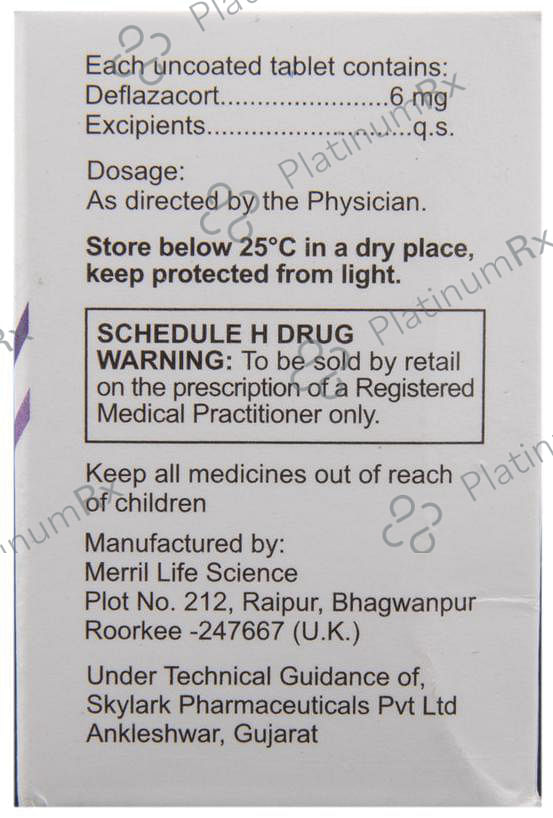 Each uncoated tablet contains:
Deflazacort.......................6 mg
Excipients............................q.s.
Dosage:
As directed by the Physician.
Store below 25°C in a dry place,
keep protected from light.
SCHEDULE H DRUG
WARNING: To be sold by retail
on the prescription of a Registered
Medical Practitioner only.
Keep all medicines out of reach
of children
Manufactured by:
Merril Life Science
Plot No. 212, Raipur, Bhagwanpur
Roorkee -247667 (U.K.)
Under Technical Guidance of,
Skylark Pharmaceuticals Pvt Ltd
Ankleshwar, Gujarat
PlatinumRx
PlatinumRx